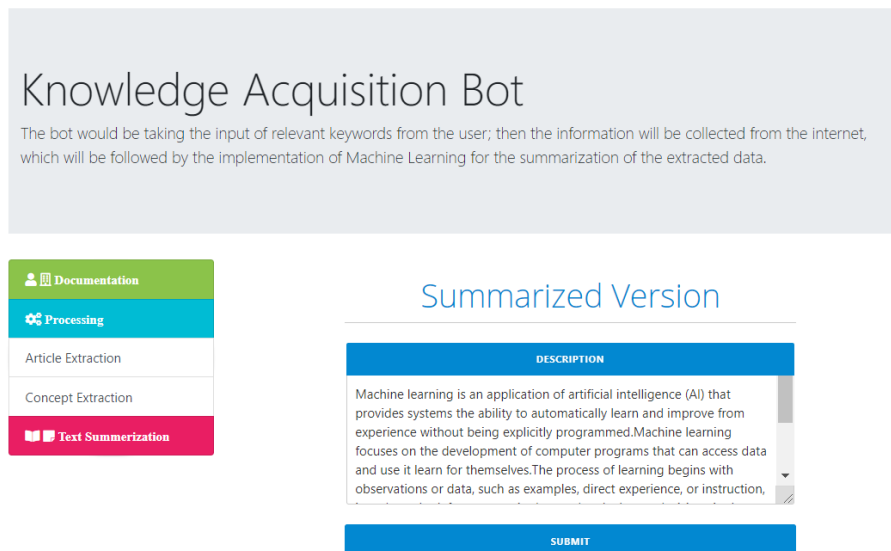 Knowledge Acquisition Bot
The bot would be taking the input of relevant keywords from the user; then the information will be collected from the internet,
which will be followed by the implementation of Machine Learning for the summarization of the extracted data.
Documentation
Processing
Article Extraction
Concept Extraction
Text Summerization
Summarized Version
DESCRIPTION
Machine learning is an application of artificial intelligence (AI) that
provides systems the ability to automatically learn and improve from
experience without being explicitly programmed.Machine learning
focuses on the development of computer programs that can access data
and use it learn for themselves.The process of learning begins with
observations or data, such as examples, direct experience, or instruction,
SUBMIT